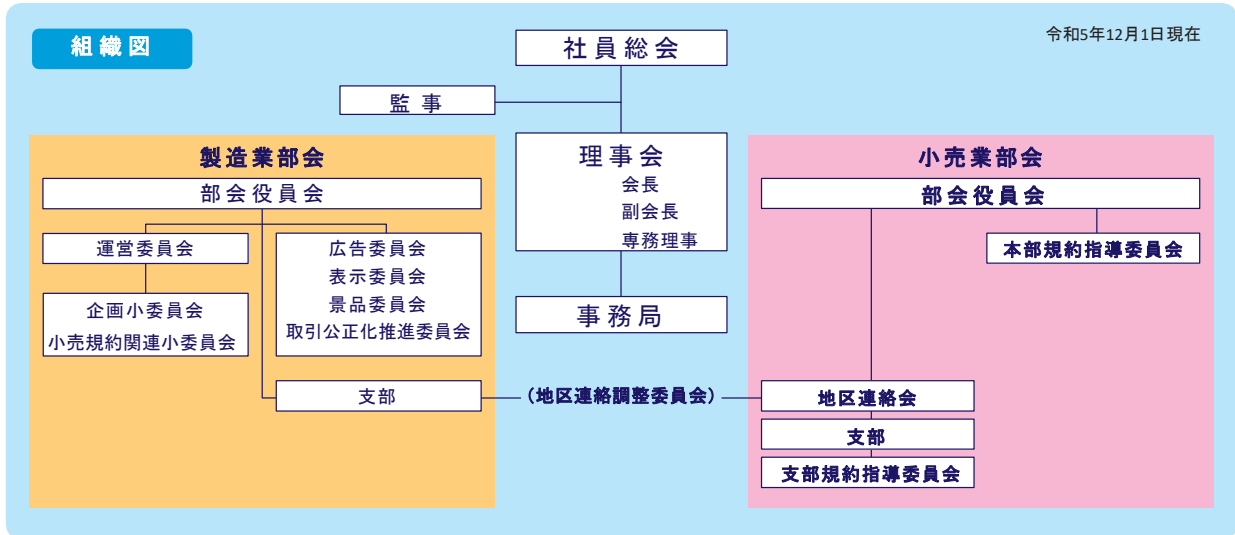 組織図
令和5年12月1日現在
社員総会
監事
理事会
会長
副会長
専務理事
事務局
製造業部会
部会役員会
運営委員会
企画小委員会
小売規約関連小委員会
広告委員会
表示委員会
景品委員会
取引公正化推進委員会
支部
（地区連絡調整委員会）
小売業部会
部会役員会
本部規約指導委員会
地区連絡会
支部
支部規約指導委員会